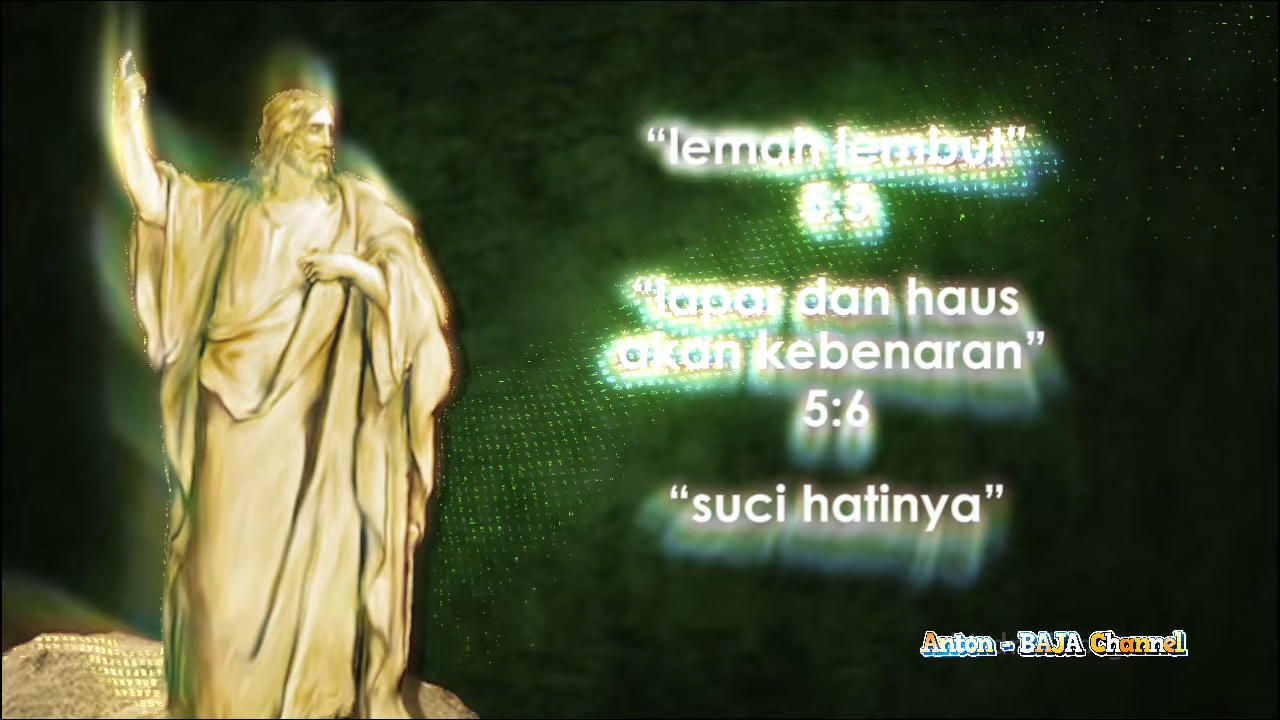 “lemah lembut”
5:5
“lapar dan haus
akan kebenaran”
5:6
“suci hatinya”
Anton - BAJA Channel